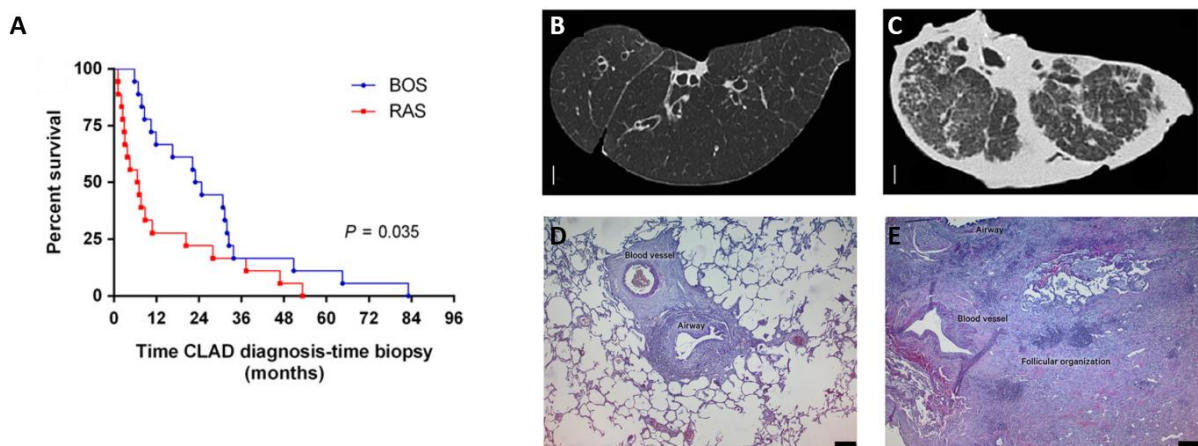 A
Percent survival
100
75
50
25
0
BOS
RAS
P = 0.035
0 12 24 36 48 60 72 84 96
Time CLAD diagnosis-time biopsy
(months)
B
C
D
Blood vessel
Airway
E
Airway
Blood vessel
Follicular organization